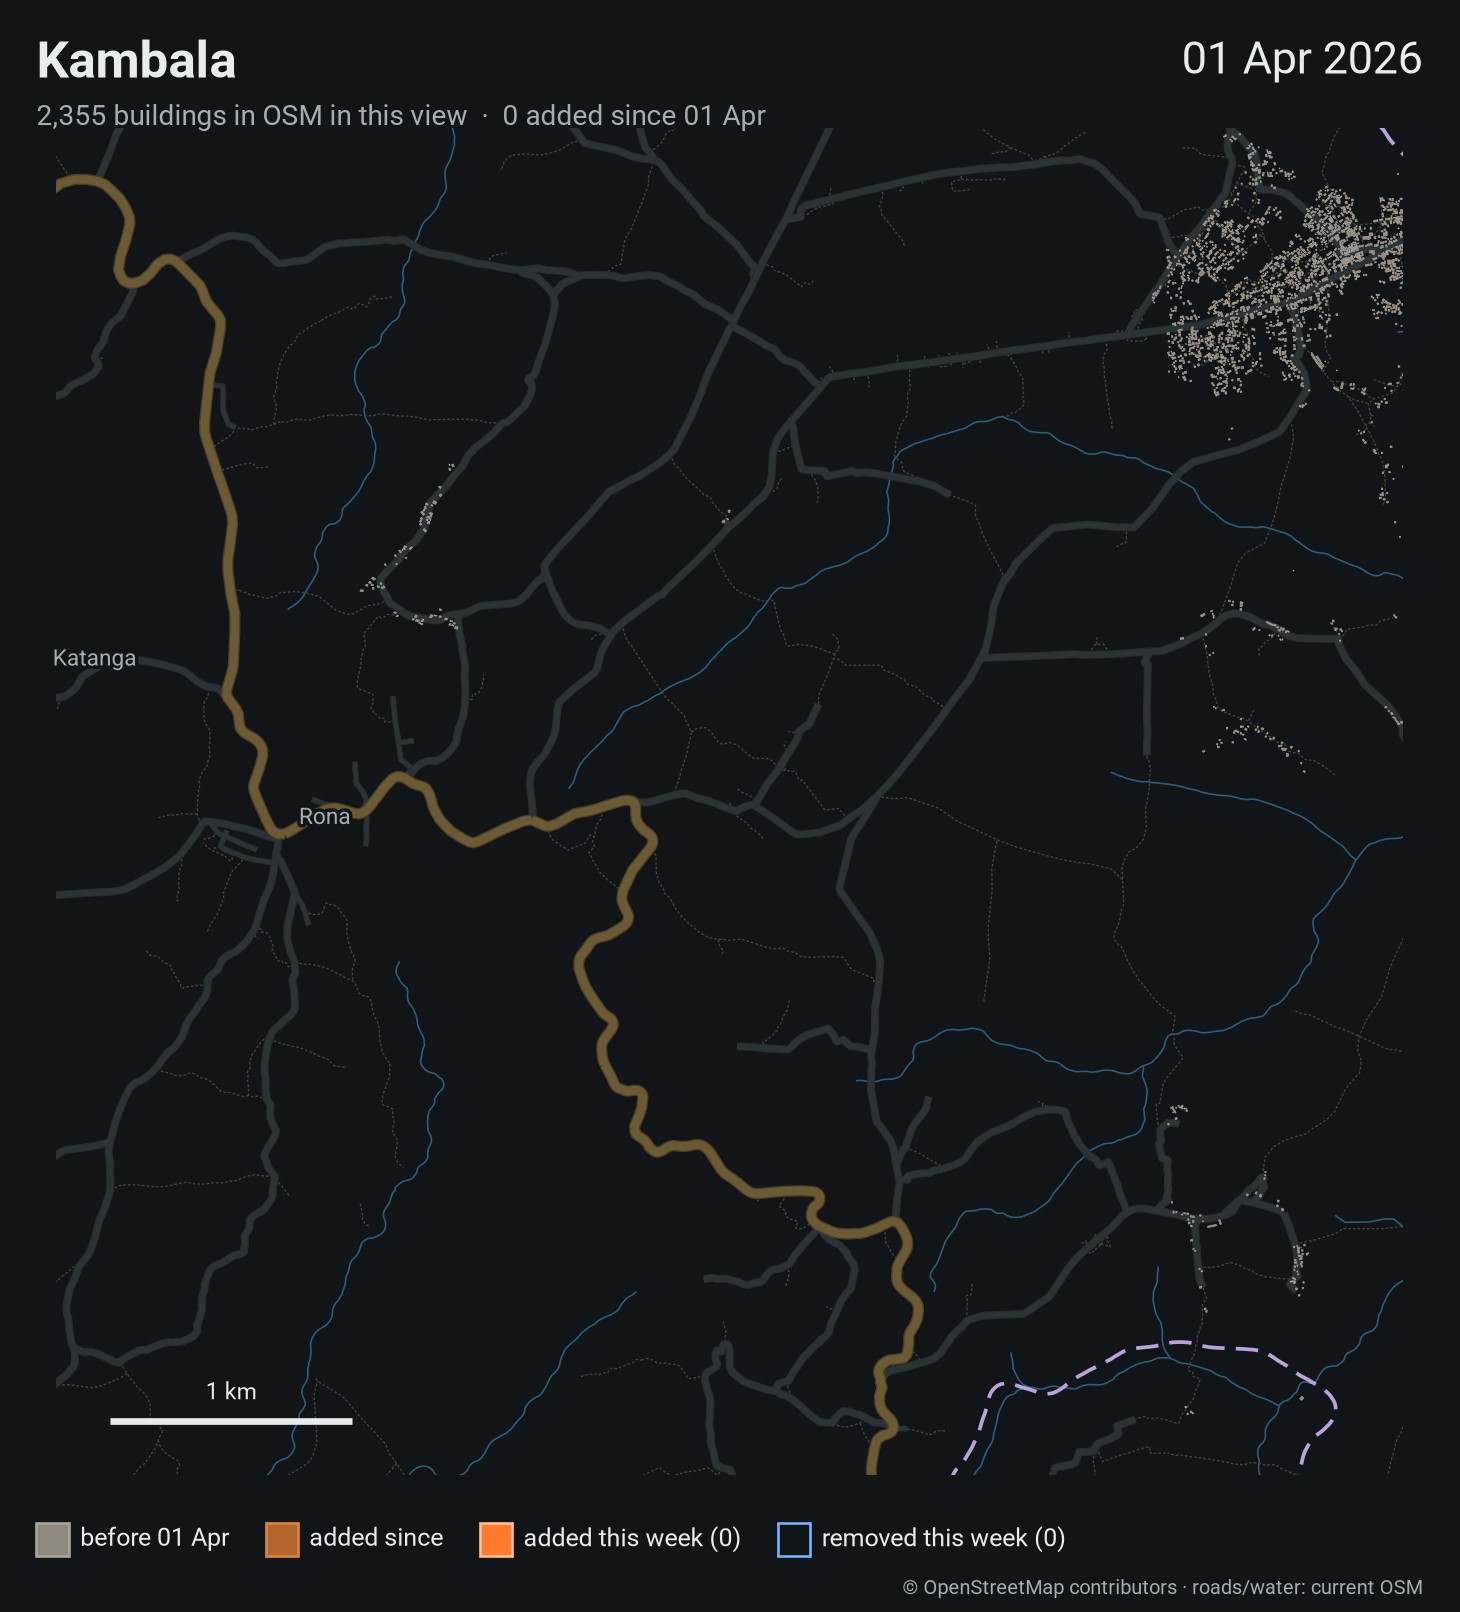 Kambala
01 Apr 2026
2,355 buildings in OSM in this view · 0 added since 01 Apr
Katanga
Rona
1 km
before 01 Apr
added since
added this week (0)
removed this week (0)
© OpenStreetMap contributors · roads/water: current OSM